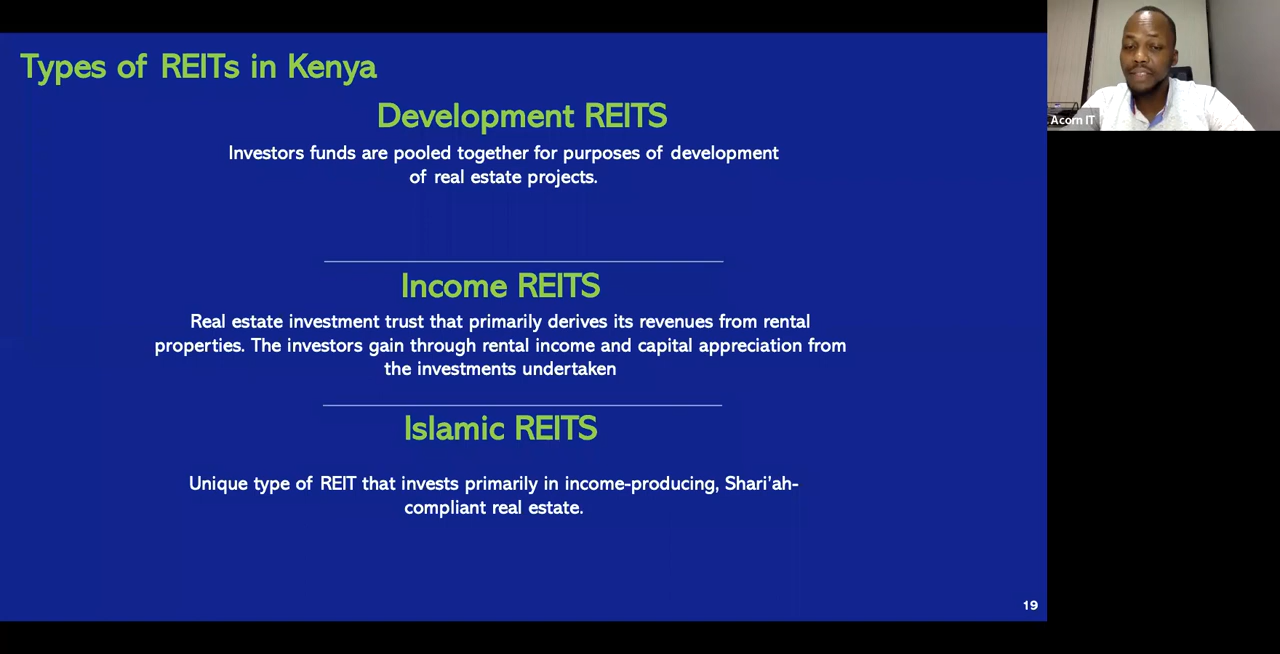 Types of REITs in Kenya
Development REITS
Investors funds are pooled together for purposes of development
of real estate projects.
Income REITS
Real estate investment trust that primarily derives its revenues from rental
properties. The investors gain through rental income and capital appreciation from
the investments undertaken
Islamic REITS
Unique type of REIT that invests primarily in income-producing, Shari’ah-
compliant real estate.
19
Acorn IT